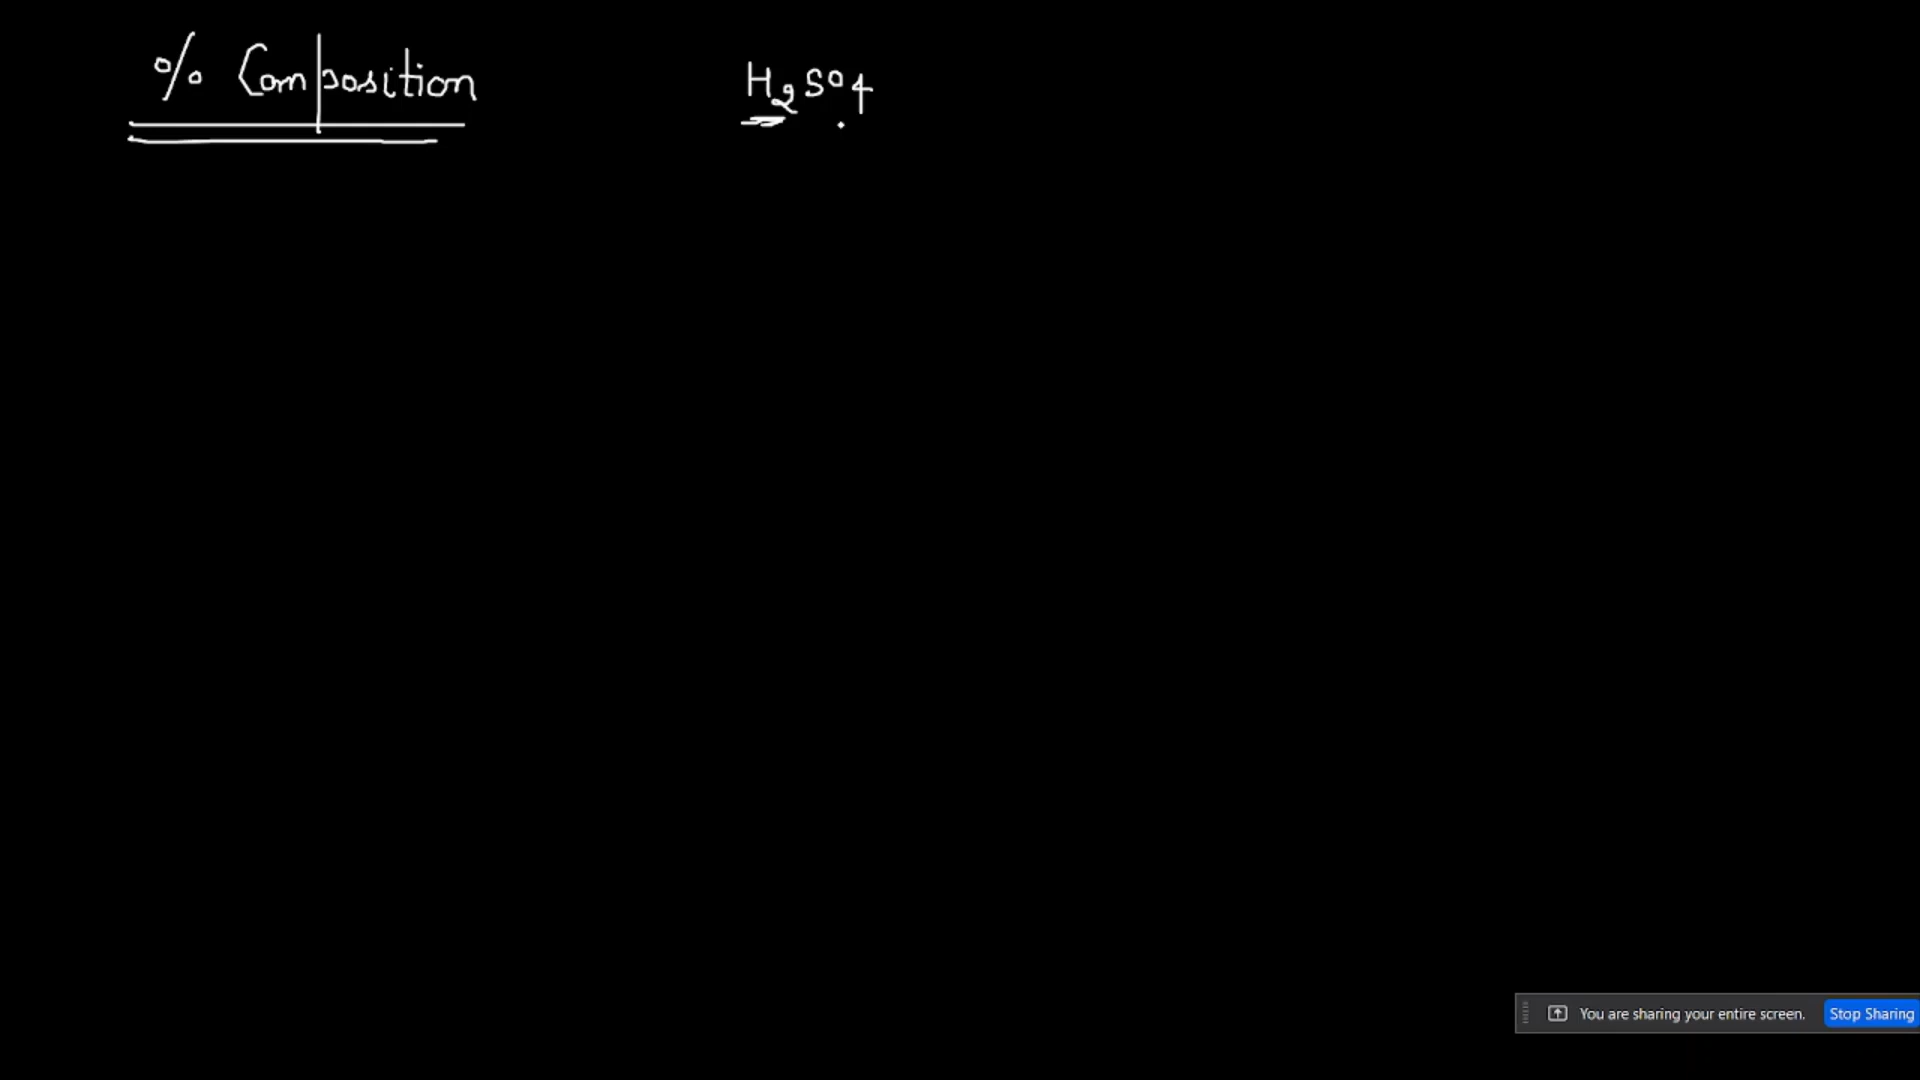 % Composition
H₂SO₄
You are sharing your entire screen. Stop Sharing